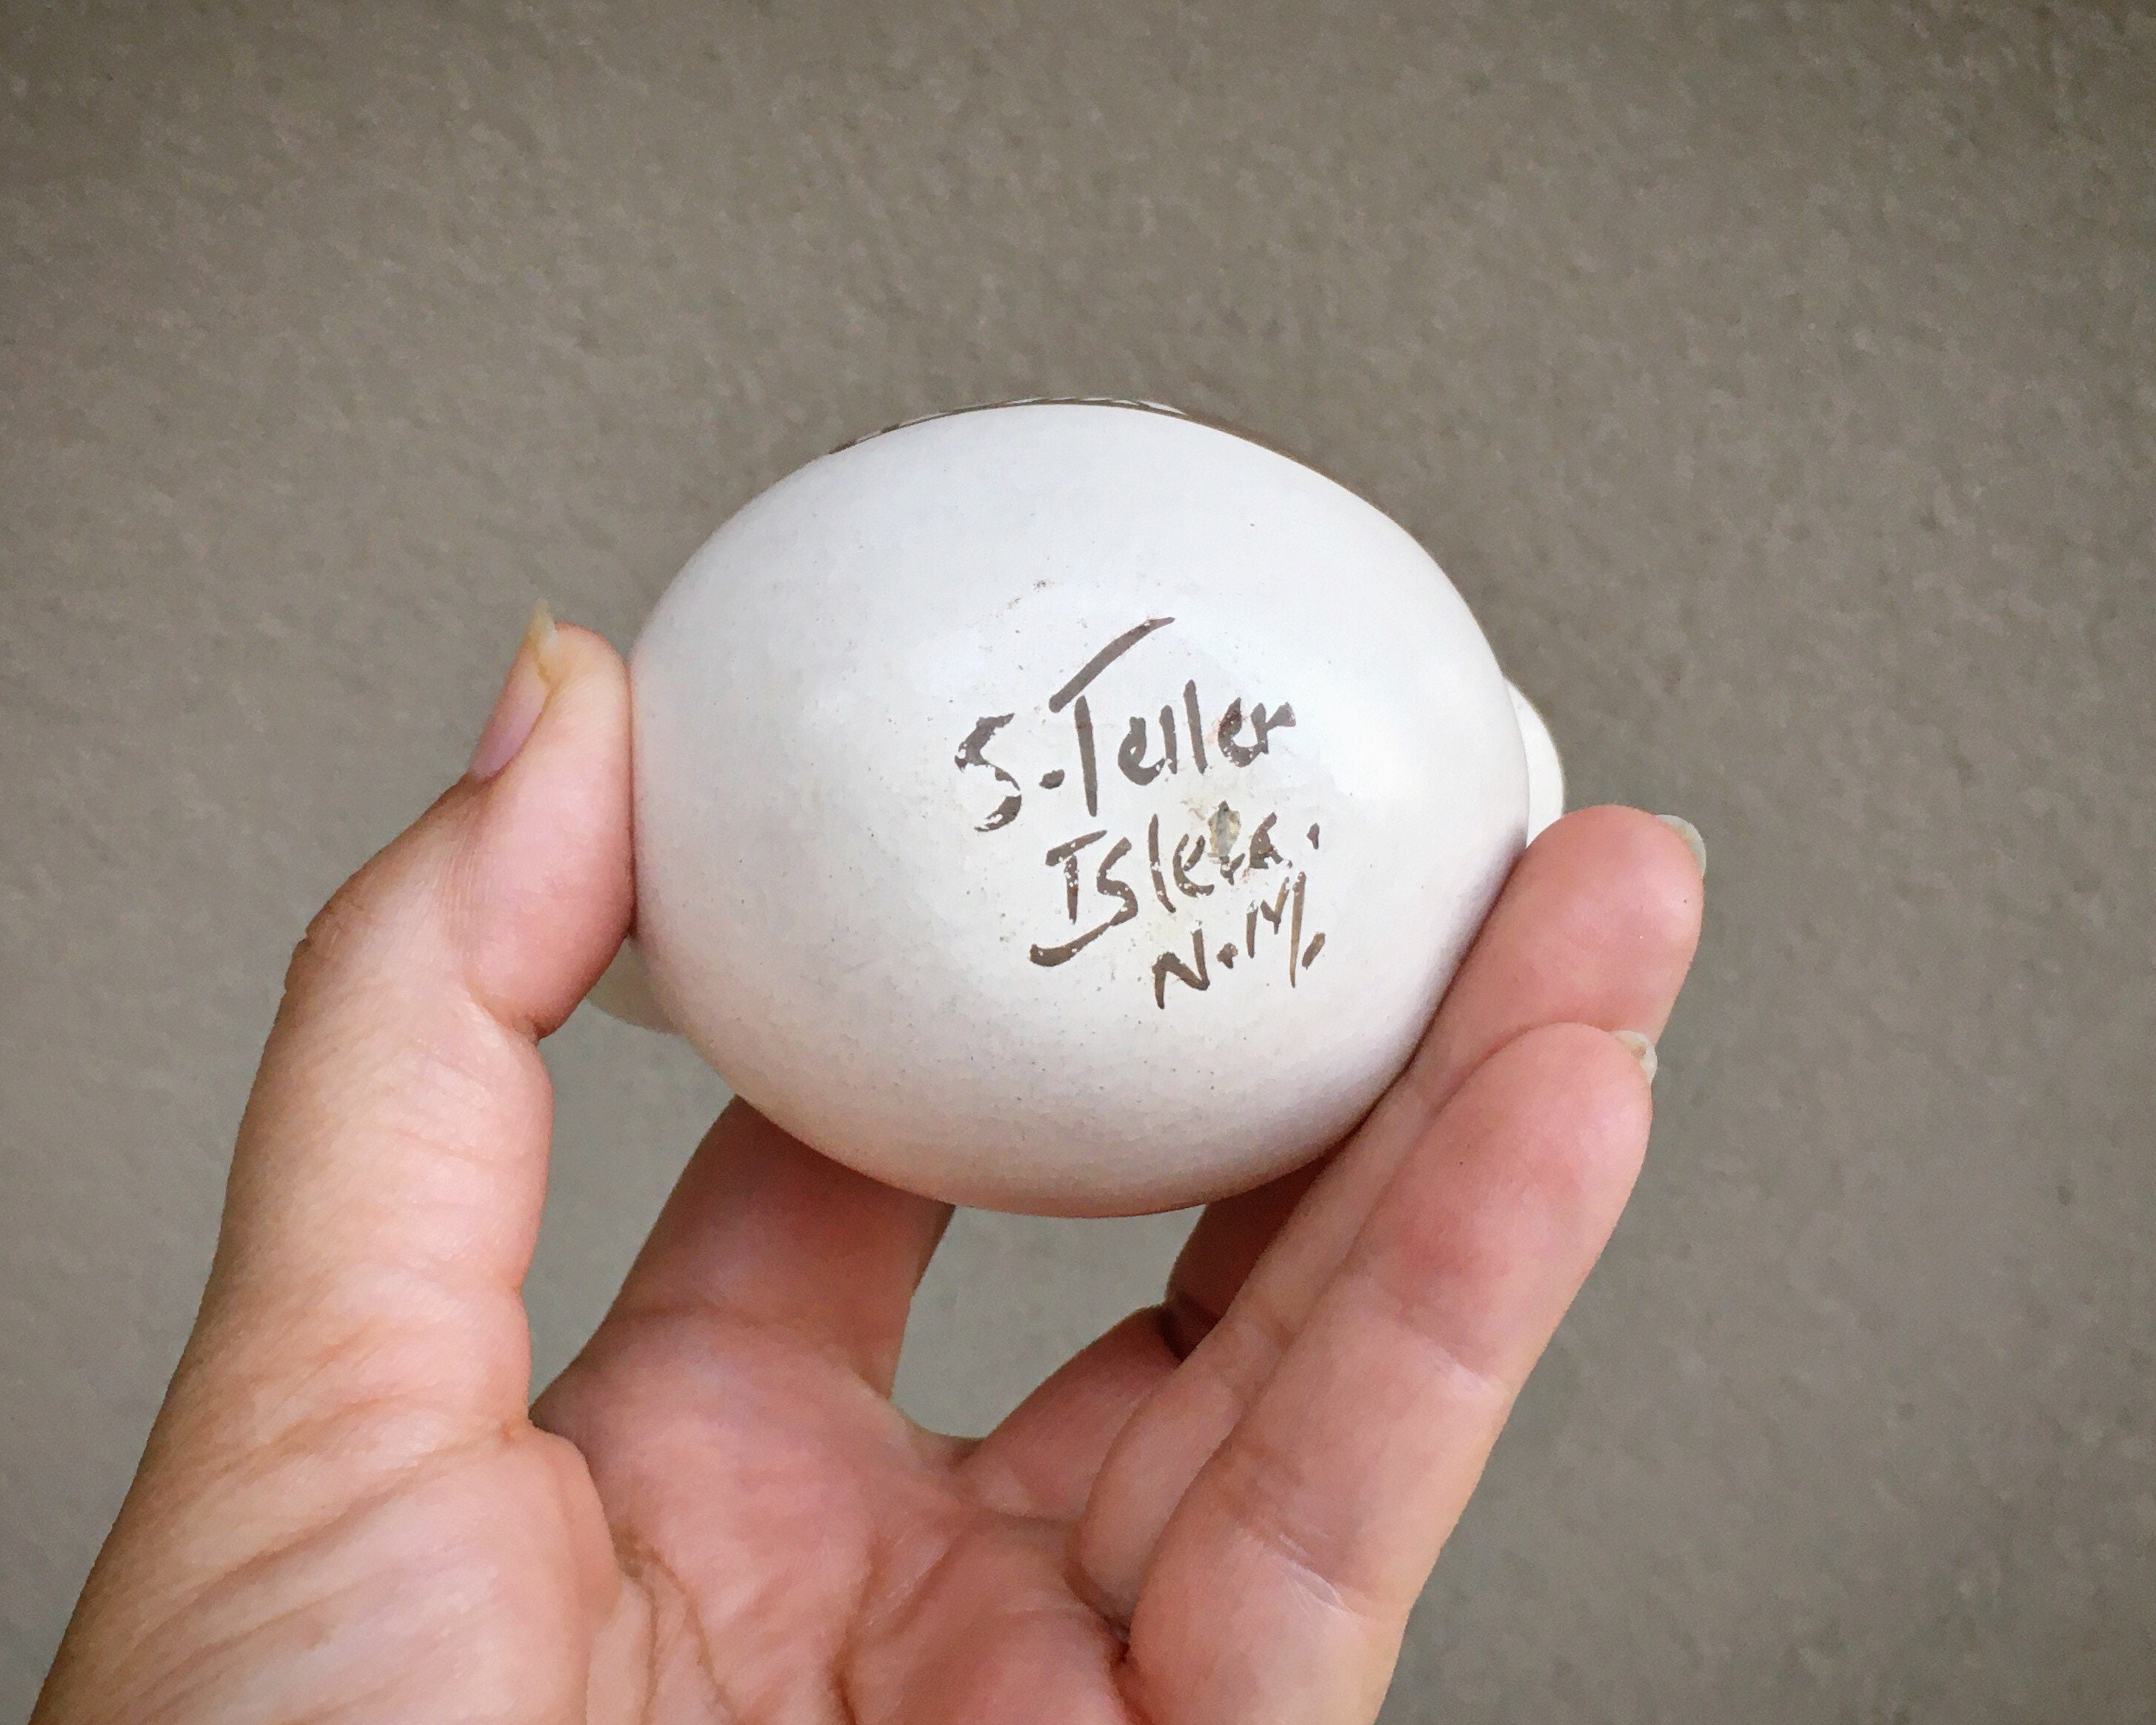 S. Teller
Isleta.
N.M.